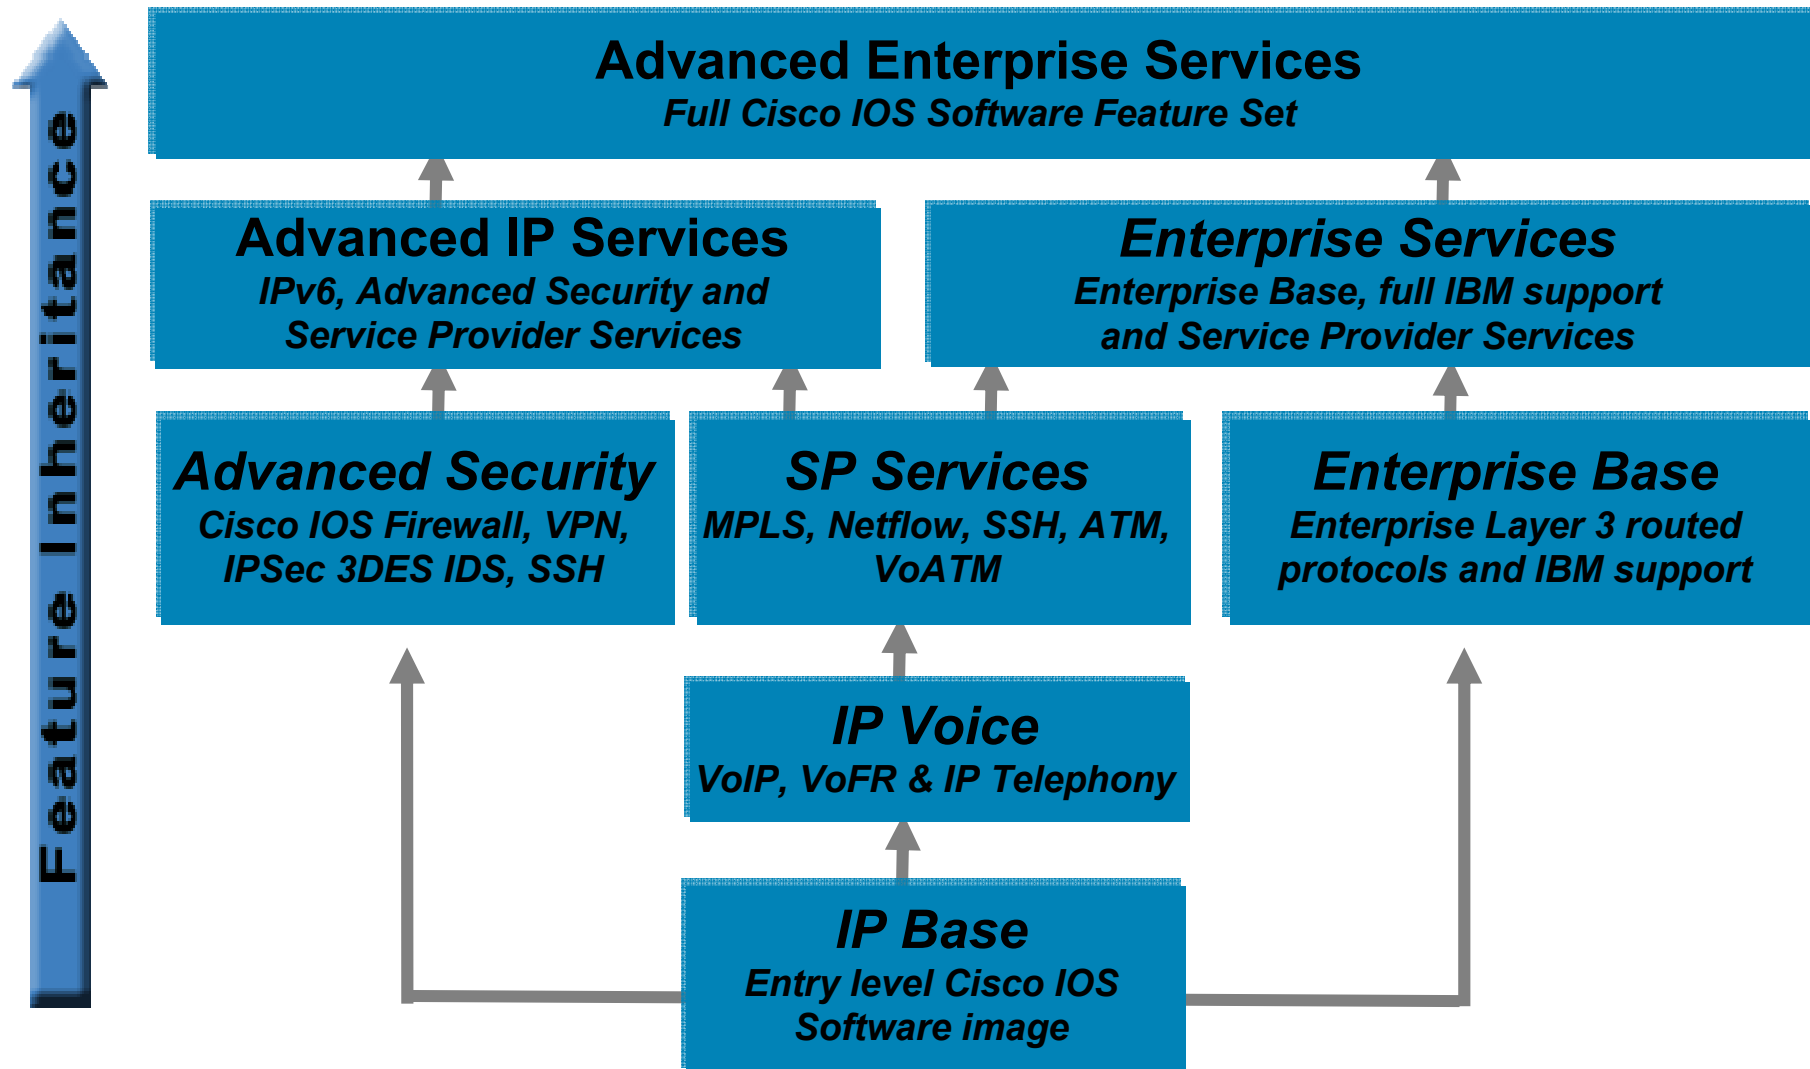 Feature Inheritance
Advanced Enterprise Services
Full Cisco IOS Software Feature Set
Advanced IP Services
IPv6, Advanced Security and
Service Provider Services
Enterprise Services
Enterprise Base, full IBM support
and Service Provider Services
Advanced Security
Cisco IOS Firewall, VPN,
IPSec 3DES IDS, SSH
SP Services
MPLS, Netflow, SSH, ATM,
VoATM
Enterprise Base
Enterprise Layer 3 routed
protocols and IBM support
IP Voice
VoIP, VoFR & IP Telephony
IP Base
Entry level Cisco IOS
Software image